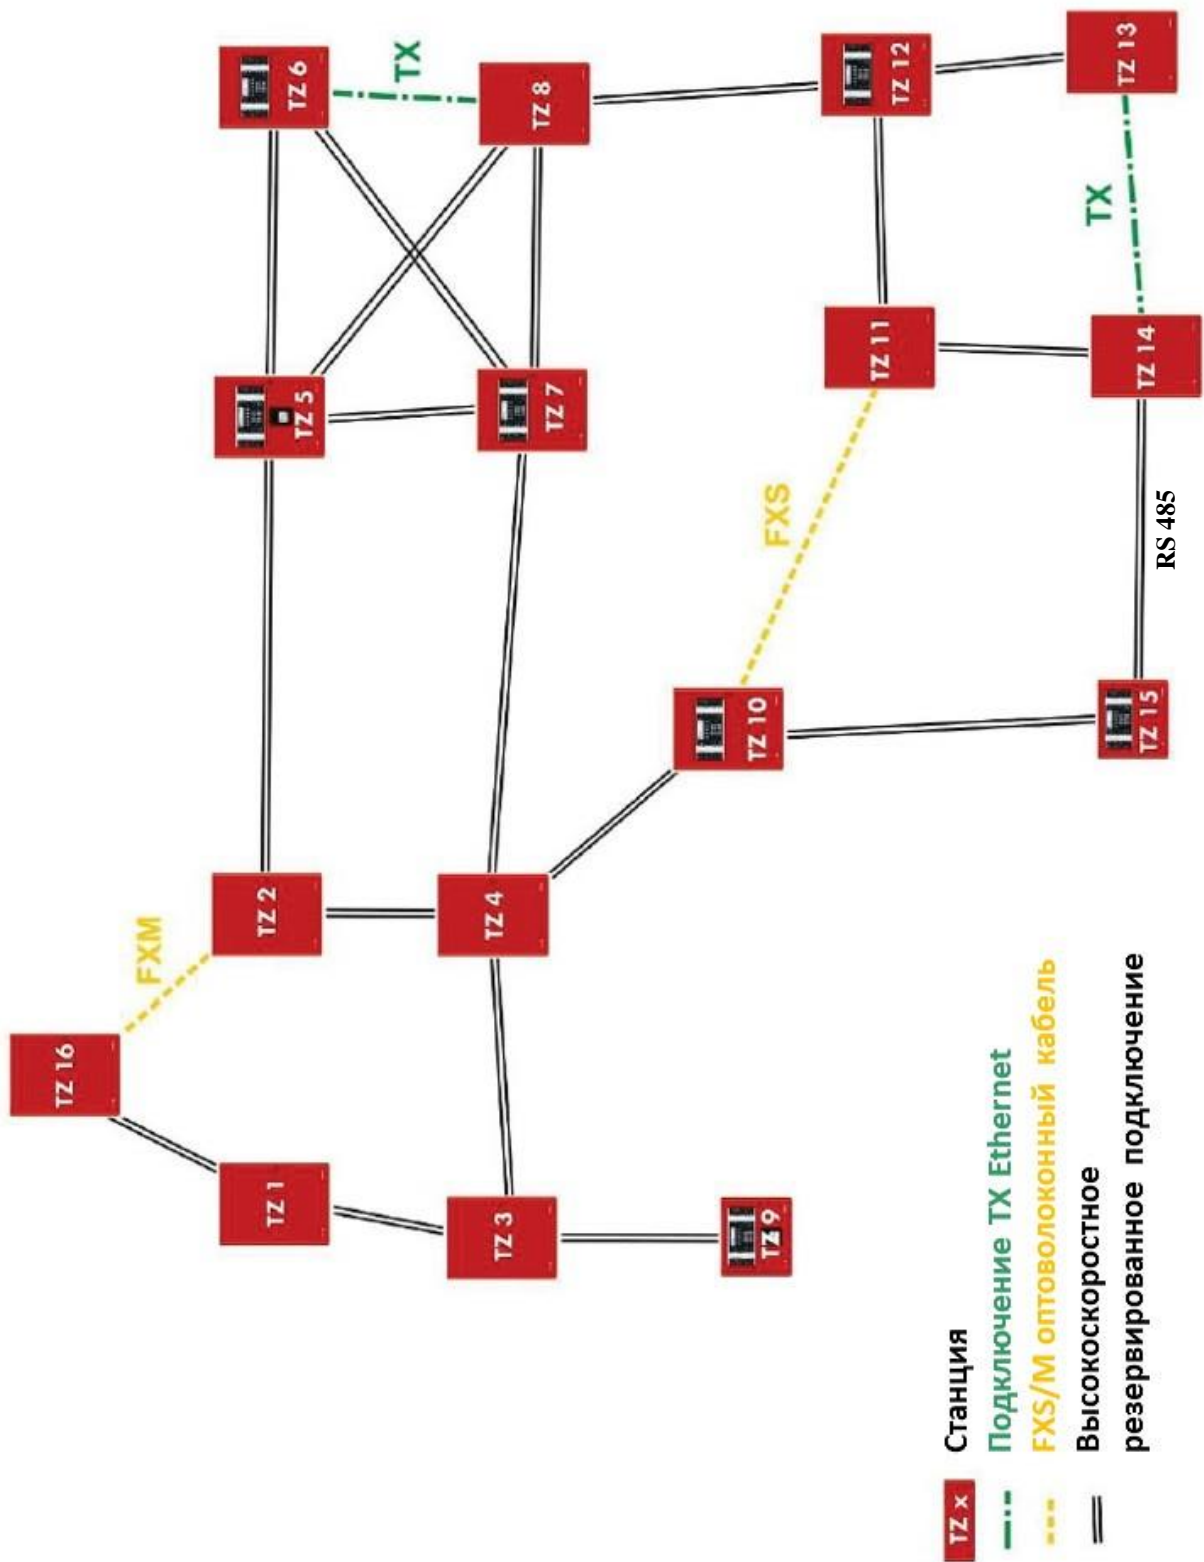 TZ 16
FXM
TZ 1
TZ 2
TZ 5
TZ 6
TX
TZ 3
TZ 4
TZ 7
TZ 8
TZ 9
TZ 10
FXS
TZ 11
TZ 12
TX
TZ 15
RS 485
TZ 14
TZ 13
TZ x
Станция
Подключение TX Ethernet
FXS/M оптоволоконный кабель
Высокоскоростное
резервированное подключение